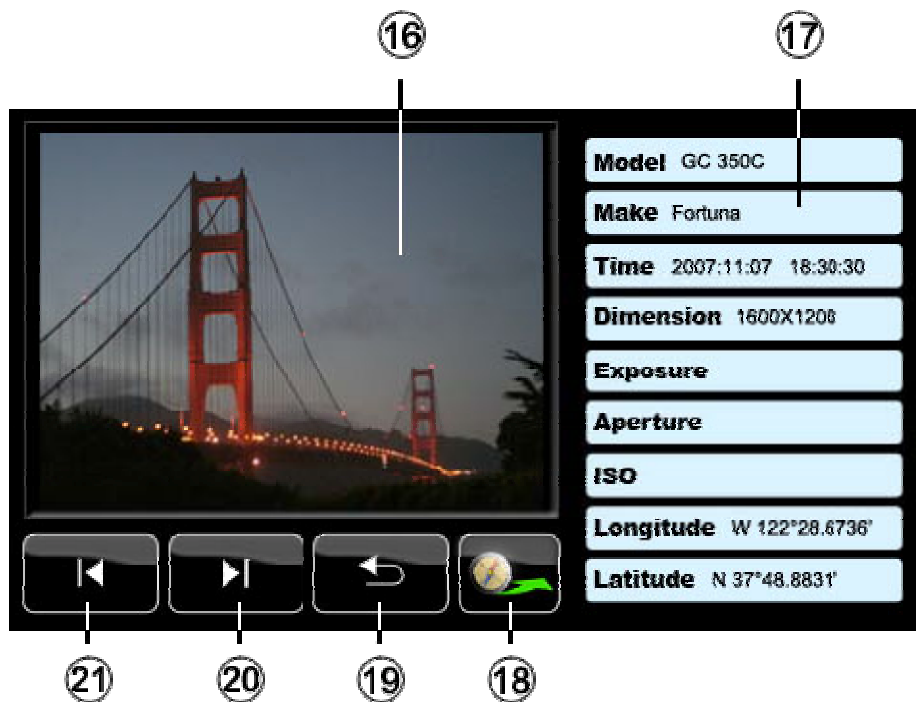 16 17
Model GC 350C
Make Fortuna
Time 2007:11:07 18:30:30
Dimension 1600X1200
Exposure
Aperture
ISO
Longitude W 122°28.6736'
Latitude N 37°48.8831'
21 20 19 18